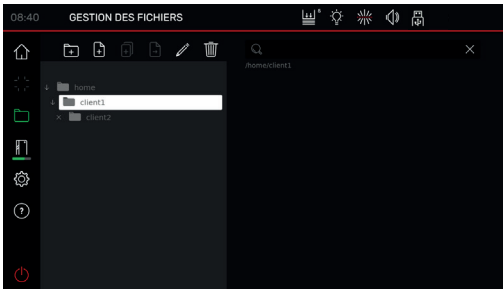 08:40 GESTION DES FICHIERS
/home/client1
home
client1
client2